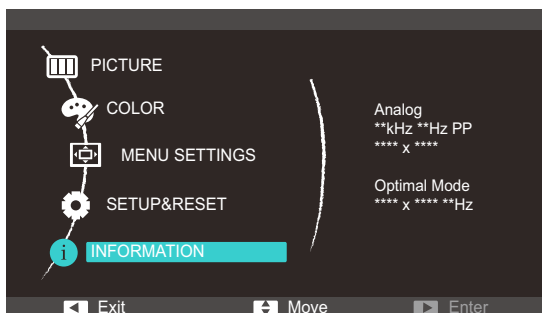 PICTURE
COLOR
MENU SETTINGS
SETUP&RESET
i INFORMATION
Analog
**kHz **Hz PP
**** x ****
Optimal Mode
**** x **** **Hz
Exit Move Enter